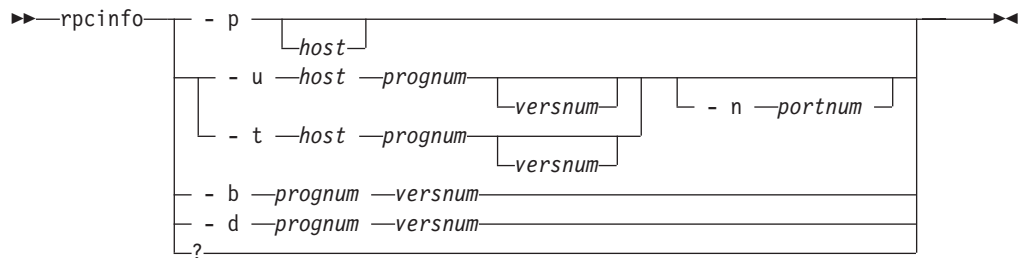 rpcinfo - p
host
- u host prognum
versnum
- n portnum
- t host prognum
versnum
- b prognum versnum
- d prognum versnum
?